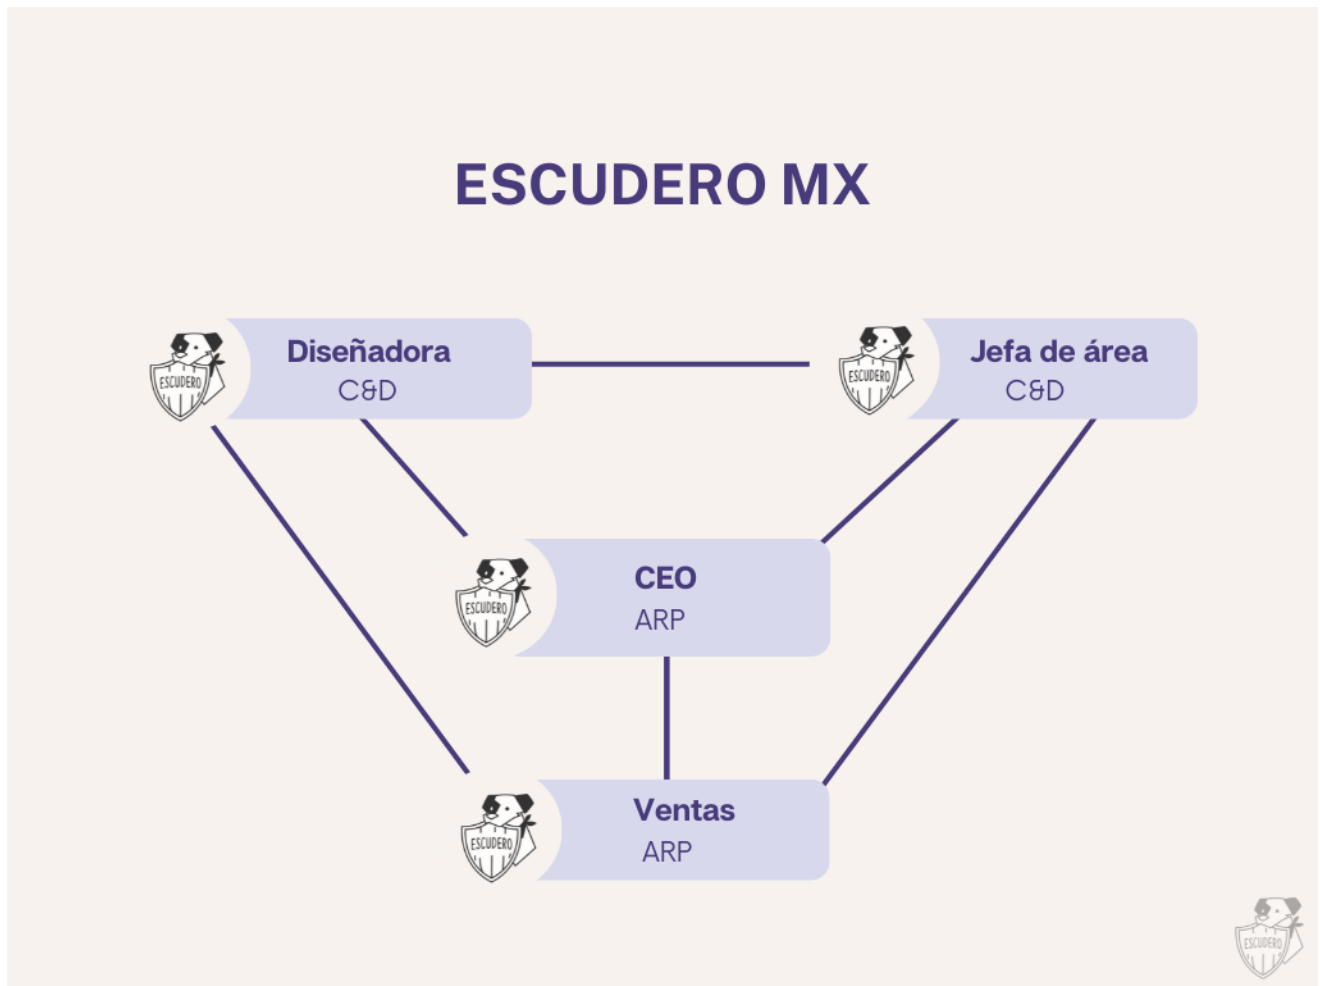 ESCUDERO MX
ESCUDERO
Diseñadora
C&D
ESCUDERO
Jefa de área
C&D
ESCUDERO
CEO
ARP
ESCUDERO
Ventas
ARP
ESCUDERO